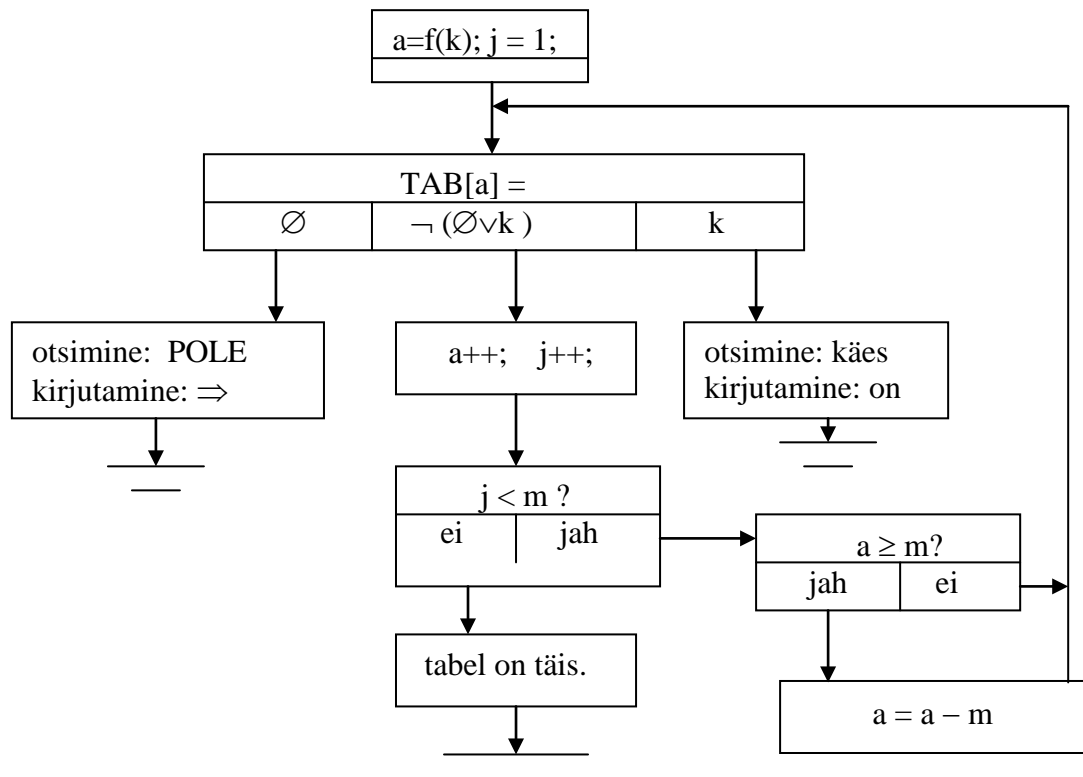 a=f(k); j = 1;
TAB[a] =
∅ ¬ (∅∨k ) k
otsimine: POLE
kirjutamine: ⇒
a++; j++;
otsimine: käes
kirjutamine: on
j < m ?
ei jah
a ≥ m?
jah ei
tabel on täis.
a = a − m